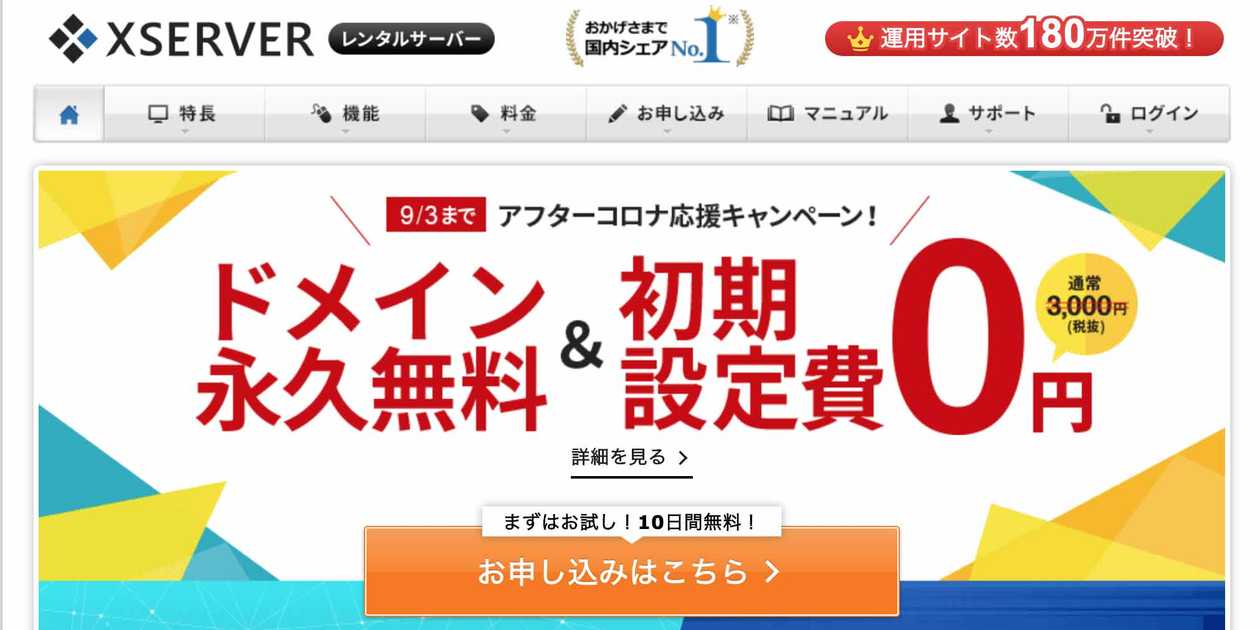 XSERVER レンタルサーバー
おかげさまで
国内シェアNo.1※
運用サイト数180万件突破！
特長 機能 料金 お申し込み マニュアル サポート ログイン
9/3まで アフターコロナ応援キャンペーン！
ドメイン
永久無料
&
初期
設定費
0円
通常
3,000円
(税抜)
詳細を見る
まずはお試し！10日間無料！
お申し込みはこちら